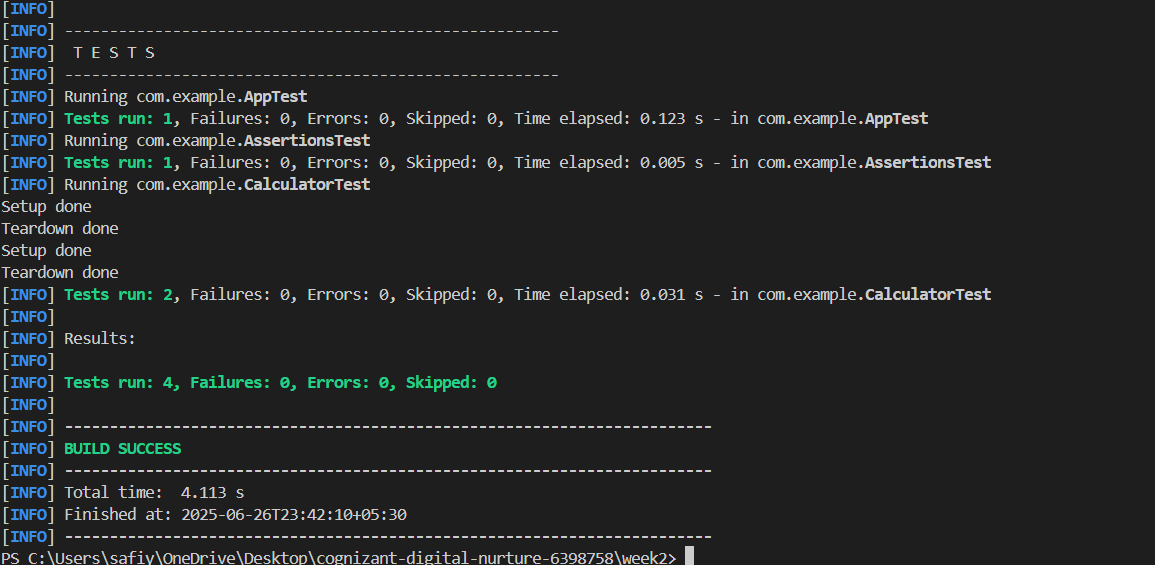 [INFO]
[INFO] -------------------------------------------------------
[INFO]  T E S T S
[INFO] -------------------------------------------------------
[INFO] Running com.example.AppTest
[INFO] Tests run: 1, Failures: 0, Errors: 0, Skipped: 0, Time elapsed: 0.123 s - in com.example.AppTest
[INFO] Running com.example.AssertionsTest
[INFO] Tests run: 1, Failures: 0, Errors: 0, Skipped: 0, Time elapsed: 0.005 s - in com.example.AssertionsTest
[INFO] Running com.example.CalculatorTest
Setup done
Teardown done
Setup done
Teardown done
[INFO] Tests run: 2, Failures: 0, Errors: 0, Skipped: 0, Time elapsed: 0.031 s - in com.example.CalculatorTest
[INFO]
[INFO] Results:
[INFO]
[INFO] Tests run: 4, Failures: 0, Errors: 0, Skipped: 0
[INFO]
[INFO] ------------------------------------------------------------------------
[INFO] BUILD SUCCESS
[INFO] ------------------------------------------------------------------------
[INFO] Total time:  4.113 s
[INFO] Finished at: 2025-06-26T23:42:10+05:30
[INFO] ------------------------------------------------------------------------
PS C:\Users\safiy\OneDrive\Desktop\cognizant-digital-nurture-6398758\week2>